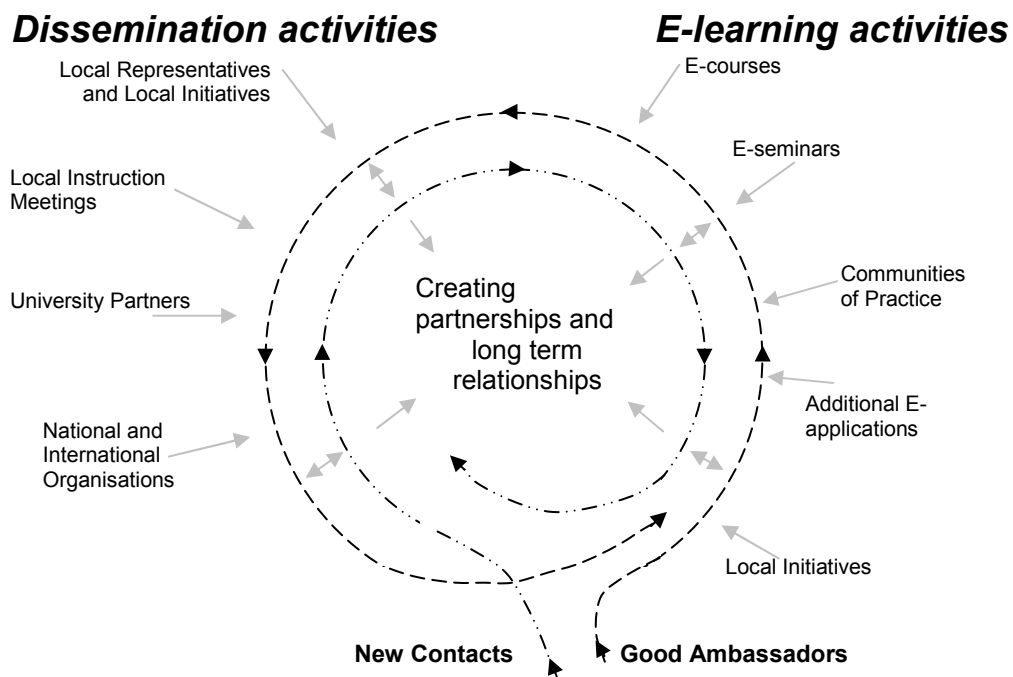 Dissemination activities
E-learning activities
Local Representatives
and Local Initiatives
Local Instruction
Meetings
University Partners
National and
International
Organisations
E-courses
E-seminars
Communities
of Practice
Additional E-
applications
Local Initiatives
Creating
partnerships and
long term
relationships
New Contacts
Good Ambassadors